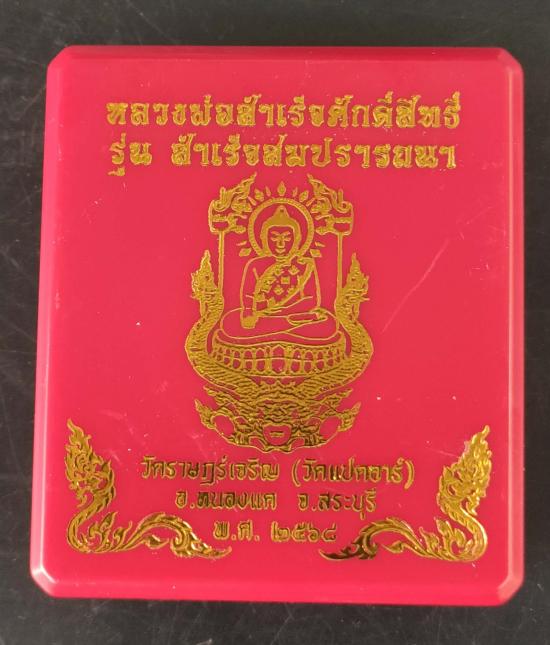 หลวงพ่อสำเร็จศักดิ์สิทธิ์
รุ่น สำเร็จสมปรารถนา
วัดราษฎร์เจริญ (วัดแปดอาร์)
อ.หนองแค จ.สระบุรี
พ.ศ. ๒๕๖๘